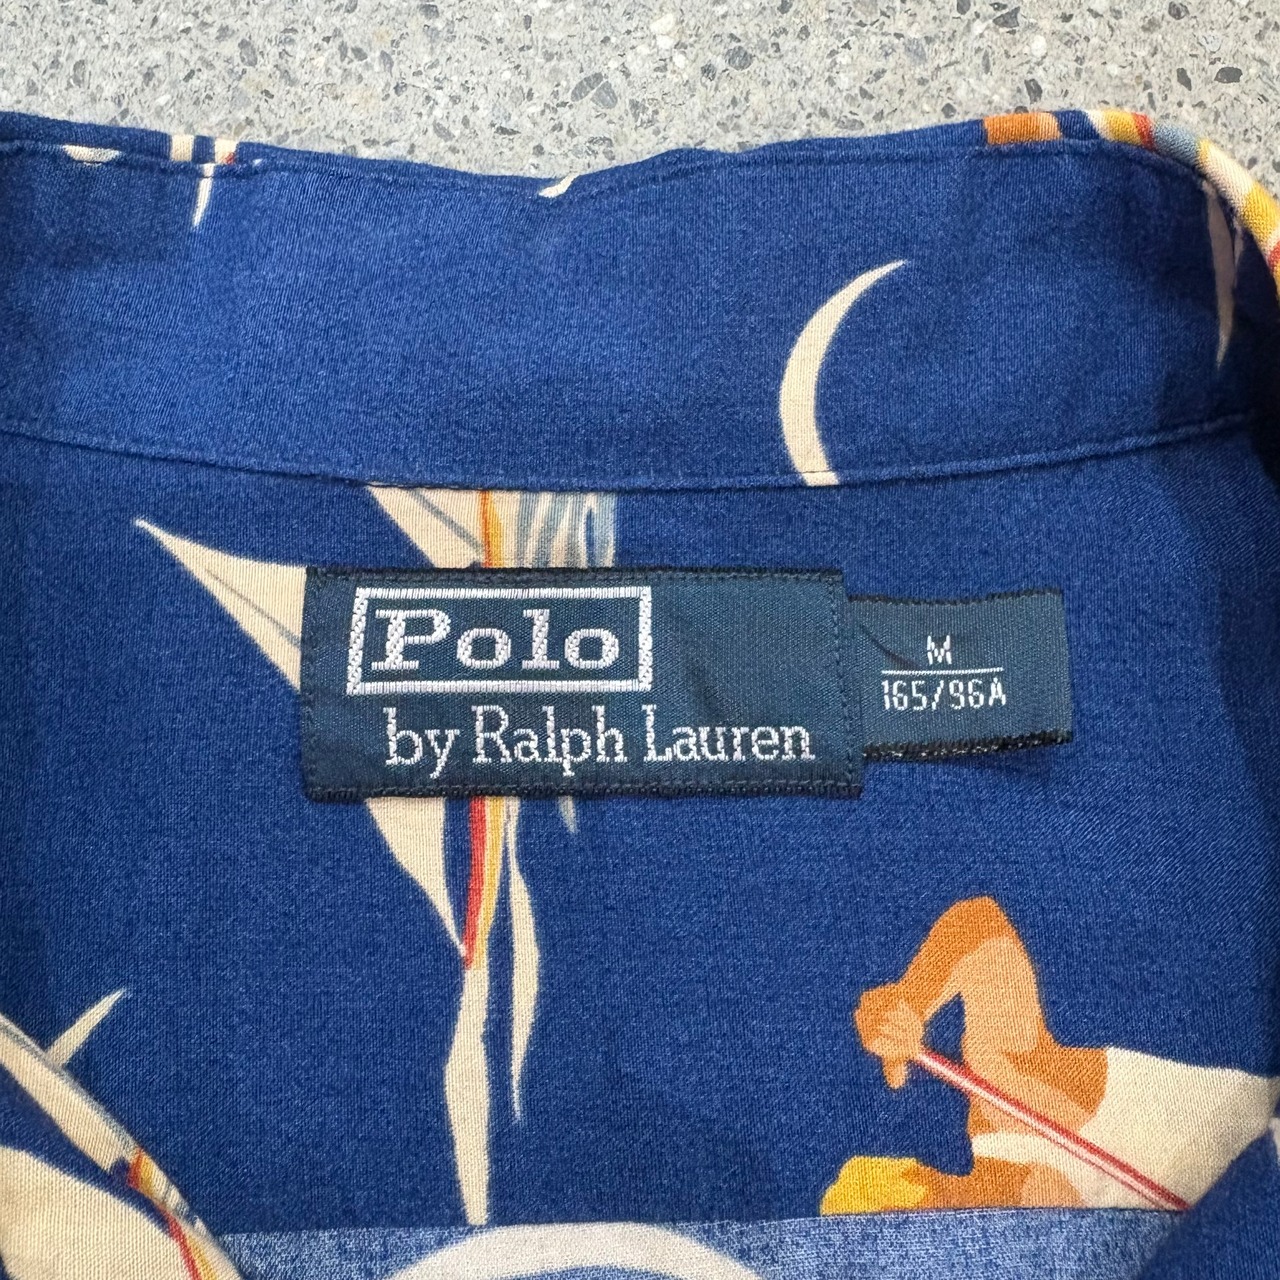 Polo
by Ralph Lauren
M
165/96A